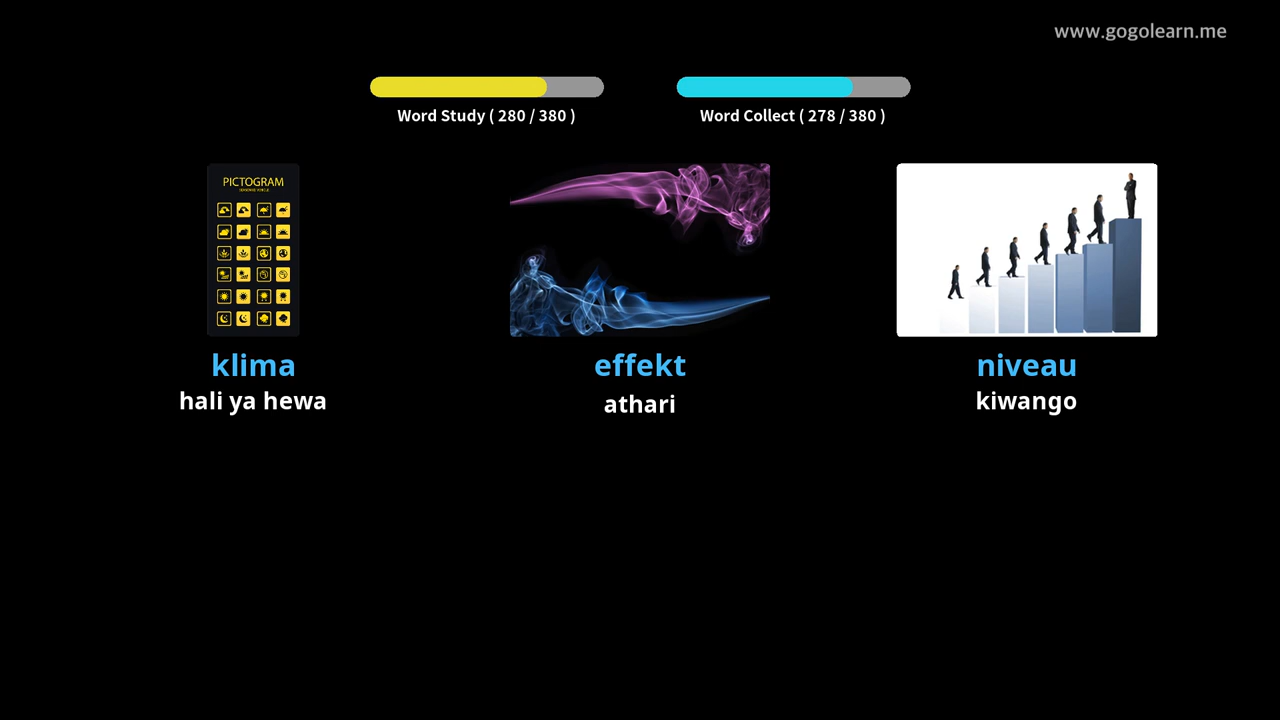 www.gogolearn.me
Word Study ( 280 / 380 )
Word Collect ( 278 / 380 )
PICTOGRAM
klima
hali ya hewa
effekt
athari
niveau
kiwango